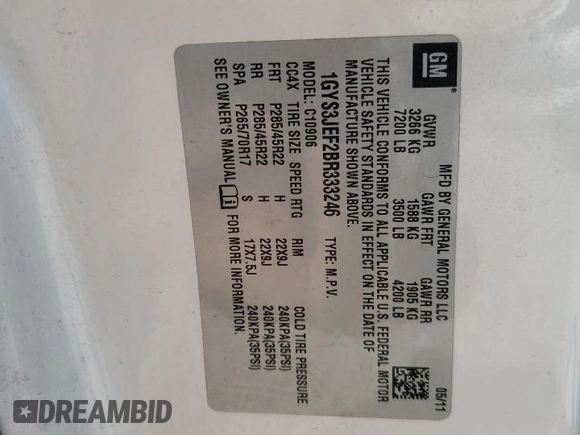 GM
MFD BY GENERAL MOTORS LLC
05/11
GVWR GAWR FRT GAWR RR
3266 KG 1588 KG 1905 KG
7200 LB 3500 LB 4200 LB
THIS VEHICLE CONFORMS TO ALL APPLICABLE U.S. FEDERAL MOTOR
VEHICLE SAFETY STANDARDS IN EFFECT ON THE DATE OF
MANUFACTURE SHOWN ABOVE.
1GYS3JEF2BR333246 TYPE: M.P.V.
MODEL: C10906
CC4X TIRE SIZE SPEED RTG RIM COLD TIRE PRESSURE
FRT P285/45R22 H 22X9J 240KPA(35PSI)
RR P285/45R22 H 22X9J 240KPA(35PSI)
SPA P265/70R17 S 17X7.5J 240KPA(35PSI)
SEE OWNER'S MANUAL FOR MORE INFORMATION.
DREAMBID